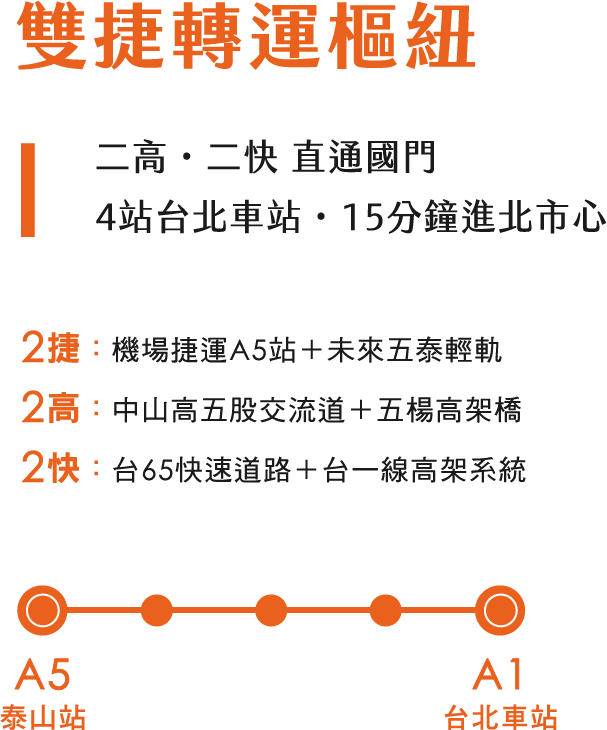 雙捷轉運樞紐
二高・二快 直通國門
4站台北車站・15分鐘進北市心
2捷：機場捷運A5站＋未來五泰輕軌
2高：中山高五股交流道＋五楊高架橋
2快：台65快速道路＋台一線高架系統
A5 A1
泰山站 台北車站